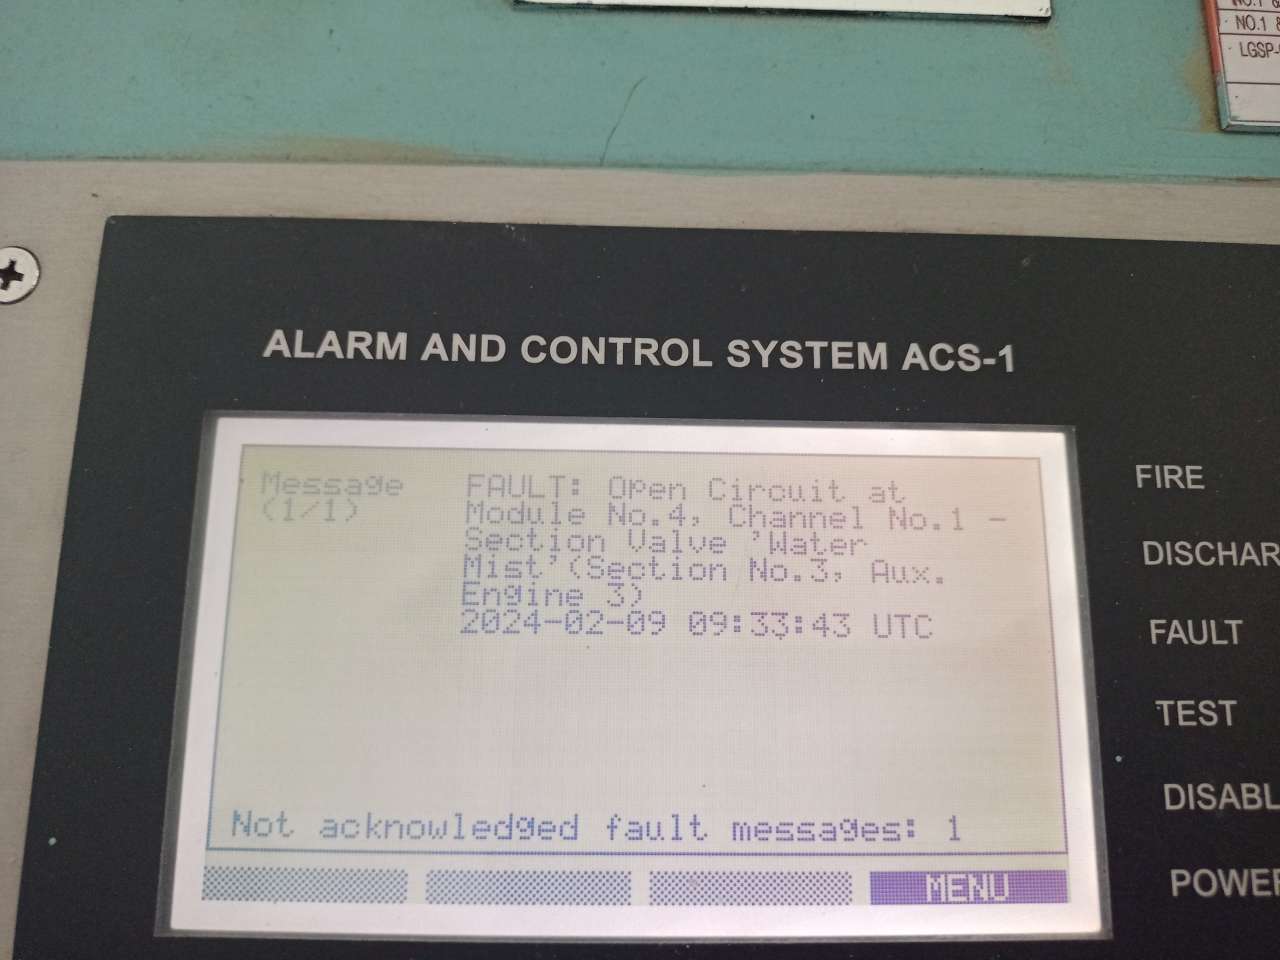 NO.1 8
LGSP-
ALARM AND CONTROL SYSTEM ACS-1
Message
(1/1)
FAULT: Open Circuit at
Module No.4, Channel No.1 -
Section Valve 'Water
Mist'(Section No.3, Aux.
Engine 3)
2024-02-09 09:33:43 UTC
Not acknowledged fault messages: 1
MENU
FIRE
DISCHAR
FAULT
TEST
DISABL
POWER